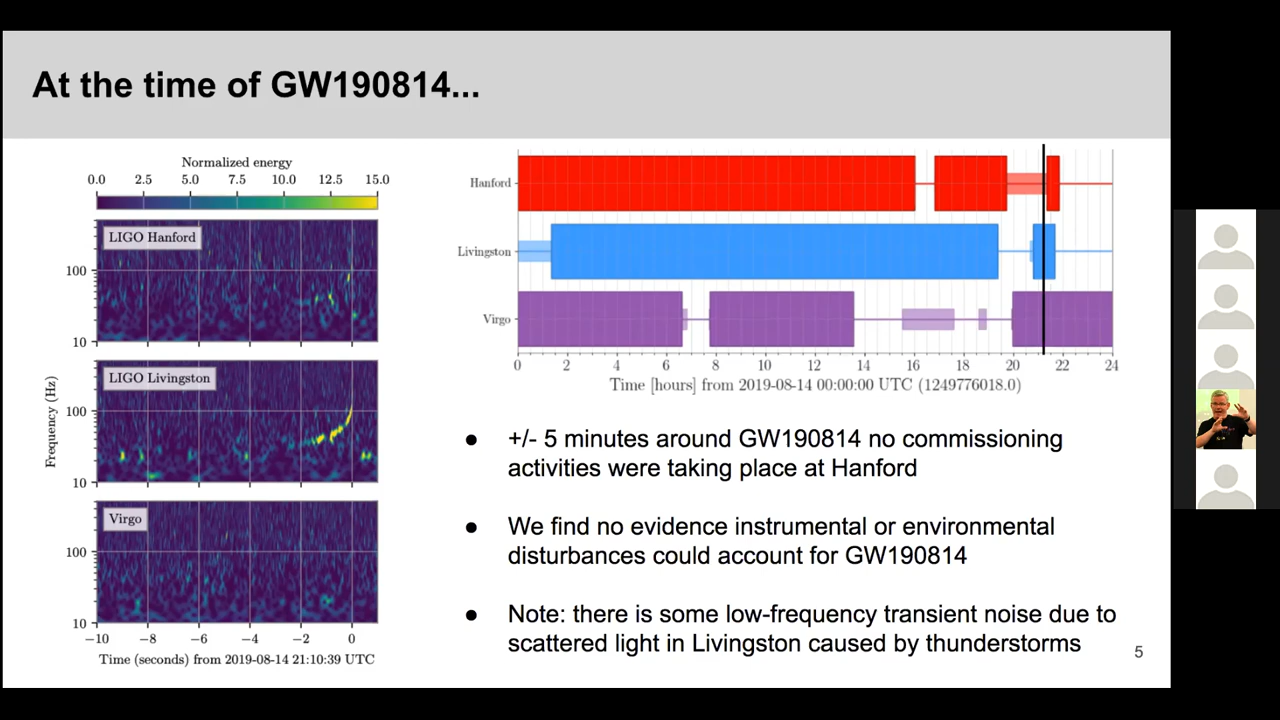 At the time of GW190814...
Normalized energy
0.0 2.5 5.0 7.5 10.0 12.5 15.0
LIGO Hanford
100
10
LIGO Livingston
100
10
Virgo
100
10
Frequency (Hz)
−10 −8 −6 −4 −2 0
Time (seconds) from 2019-08-14 21:10:39 UTC
Hanford
Livingston
Virgo
0 2 4 6 8 10 12 14 16 18 20 22 24
Time [hours] from 2019-08-14 00:00:00 UTC (1249776018.0)
● +/- 5 minutes around GW190814 no commissioning
activities were taking place at Hanford
● We find no evidence instrumental or environmental
disturbances could account for GW190814
● Note: there is some low-frequency transient noise due to
scattered light in Livingston caused by thunderstorms
5